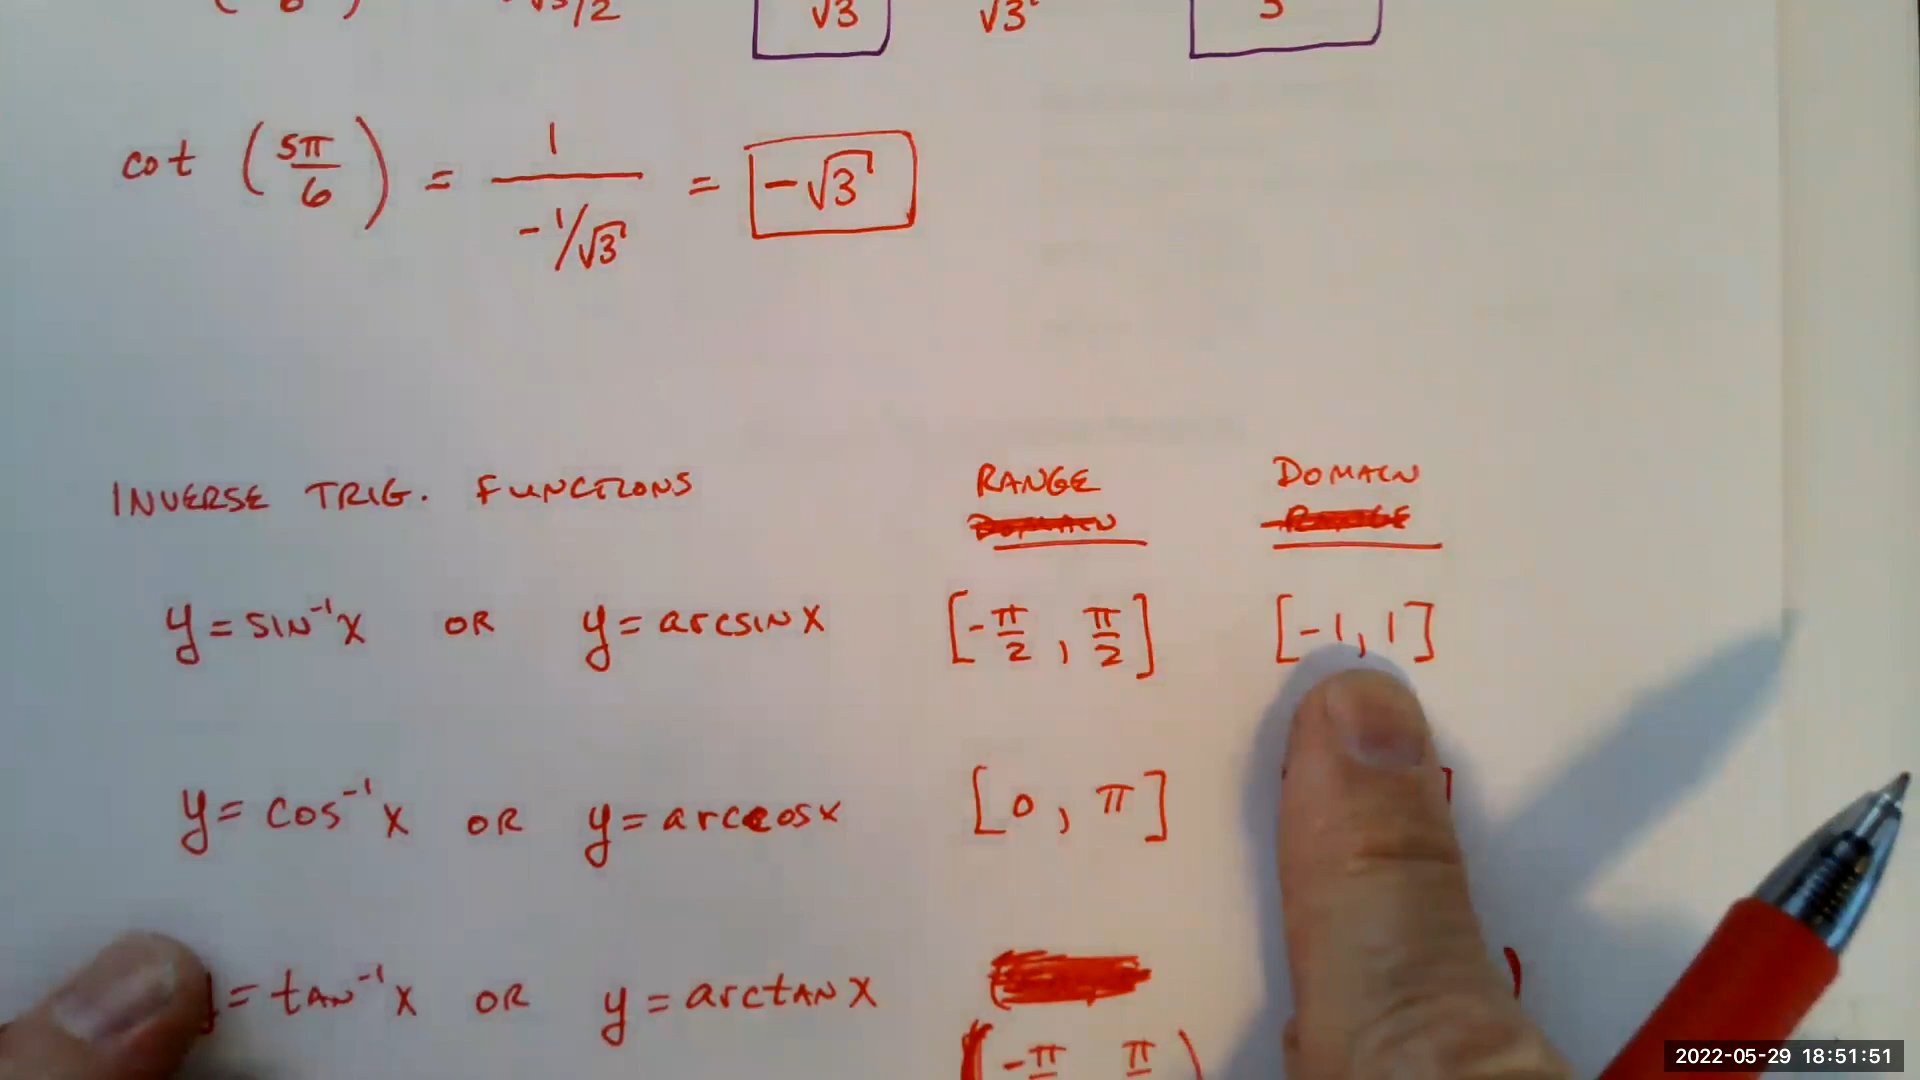 √3/2 √3 √3 3
cot (5π/6) = 1/(-1/√3) = -√3
INVERSE TRIG. FUNCTIONS RANGE DOMAIN
y = sin⁻¹x OR y = arcsin x [-π/2, π/2] [-1, 1]
y = cos⁻¹x OR y = arccos x [0, π] ]
= tan⁻¹x OR y = arctan x )
(-π π )
2022-05-29 18:51:51